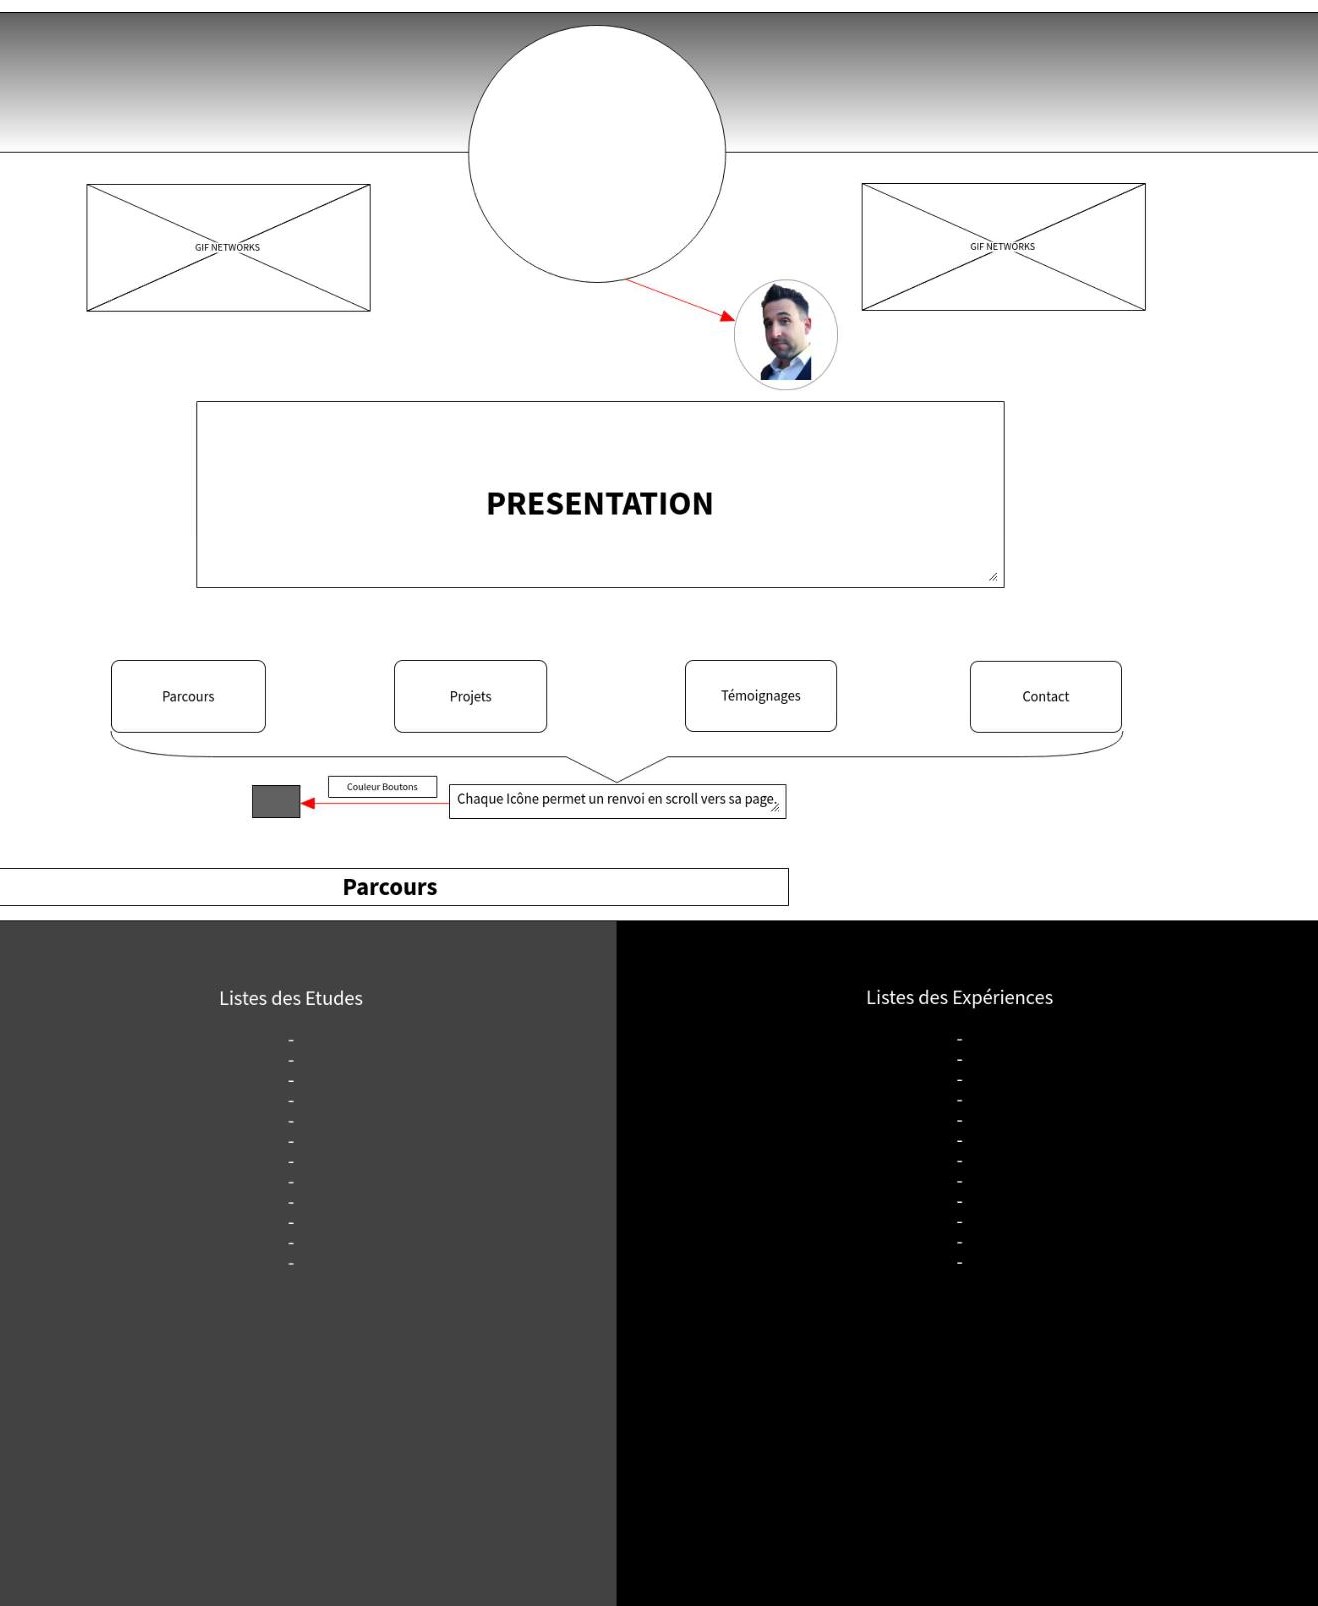 GIF NETWORKS
GIF NETWORKS
PRESENTATION
Parcours
Projets
Témoignages
Contact
Couleur Boutons
Chaque Icône permet un renvoi en scroll vers sa page.
Parcours
Listes des Etudes
-
-
-
-
-
-
-
-
-
-
-
-
Listes des Expériences
-
-
-
-
-
-
-
-
-
-
-
-